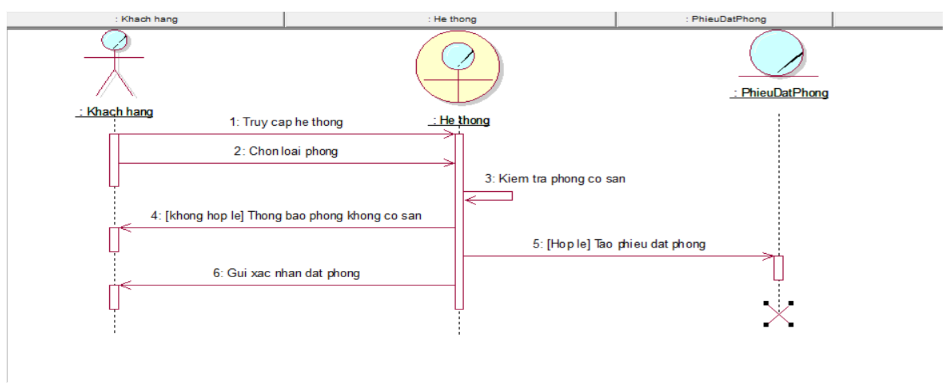 : Khach hang
: He thong
: PhieuDatPhong
: Khach hang
: He thong
: PhieuDatPhong
1: Truy cap he thong
2: Chon loai phong
3: Kiem tra phong co san
4: [khong hop le] Thong bao phong khong co san
5: [Hop le] Tao phieu dat phong
6: Gui xac nhan dat phong